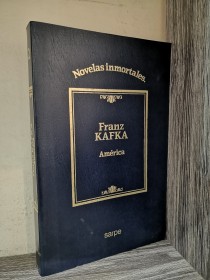 Novelas inmortales.
Franz
KAFKA
América
sarpe